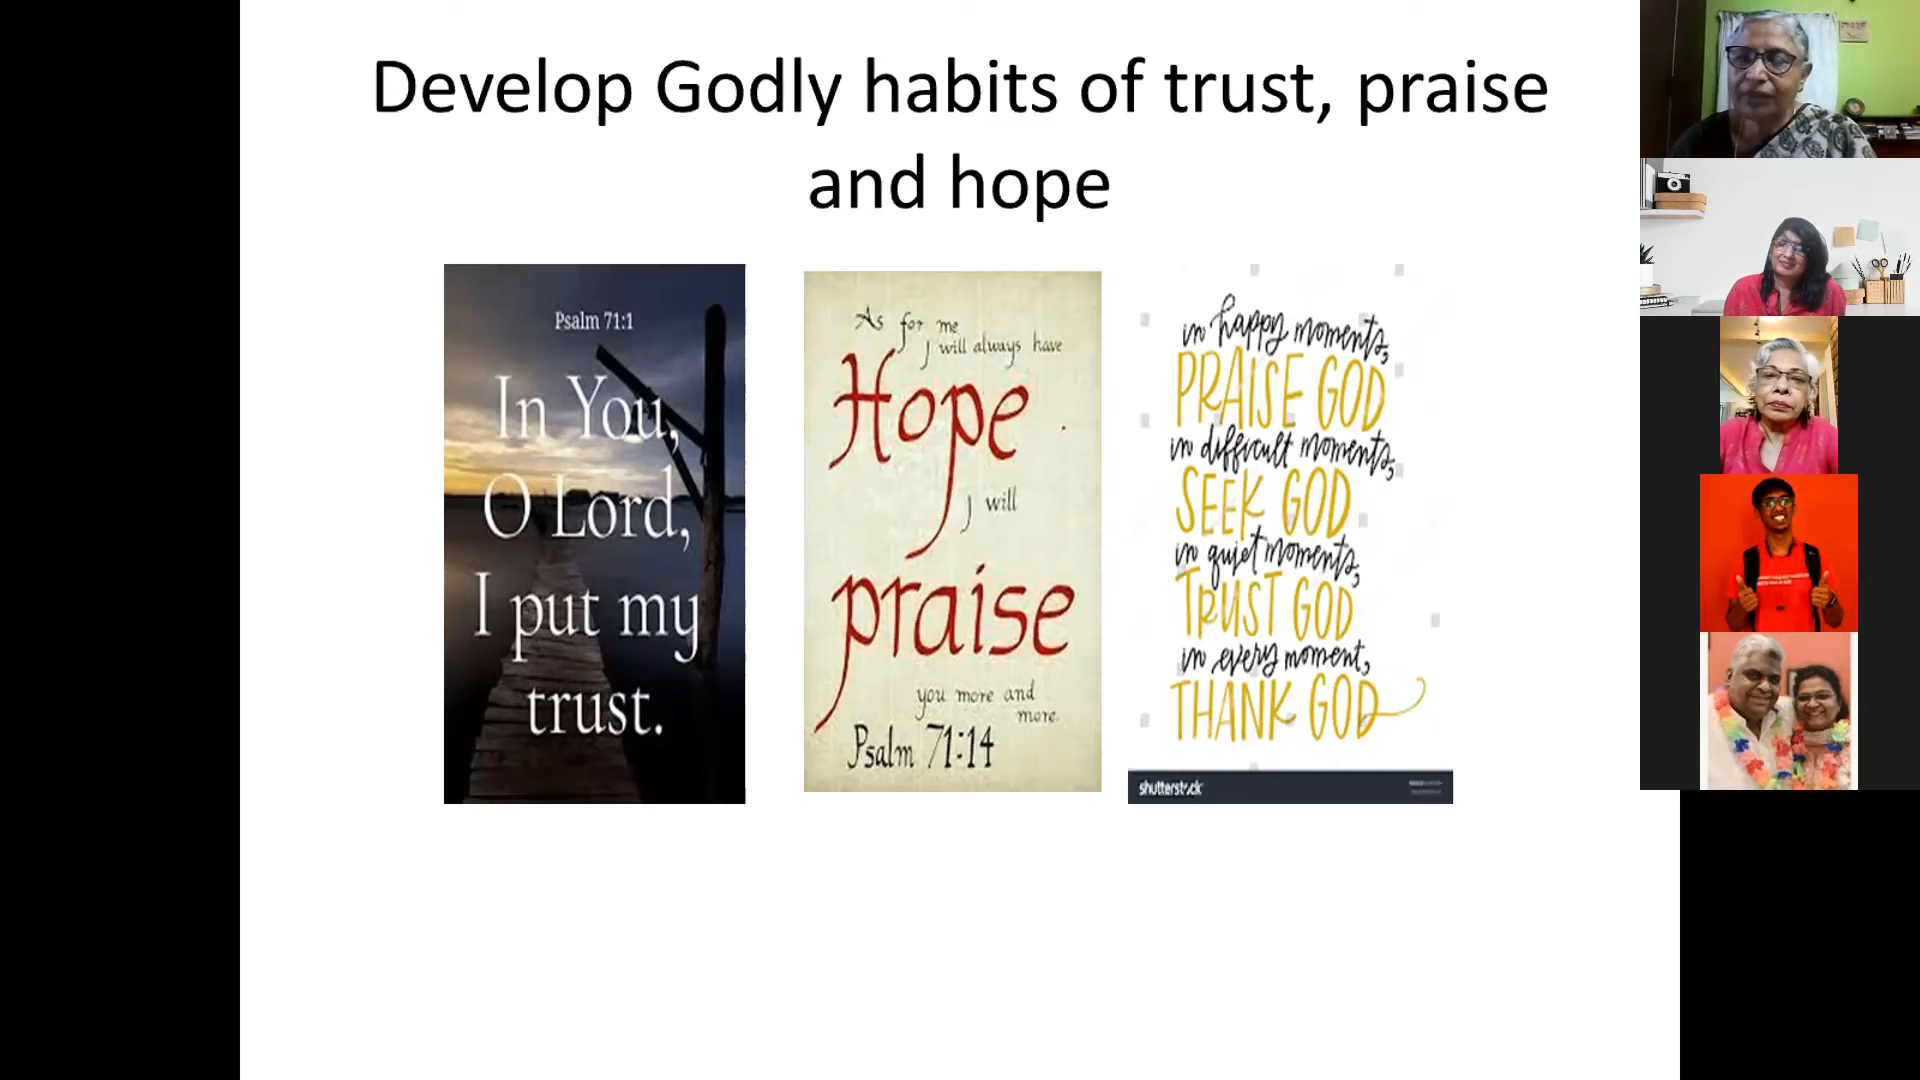 Develop Godly habits of trust, praise
and hope
Psalm 71:1
In You,
O Lord,
I put my
trust.
As for me
I will always have
Hope
I will
praise
you more and
more
Psalm 71:14
in happy moments,
PRAISE GOD
in difficult moments,
SEEK GOD
in quiet moments,
TRUST GOD
in every moment,
THANK GOD
shutterstock